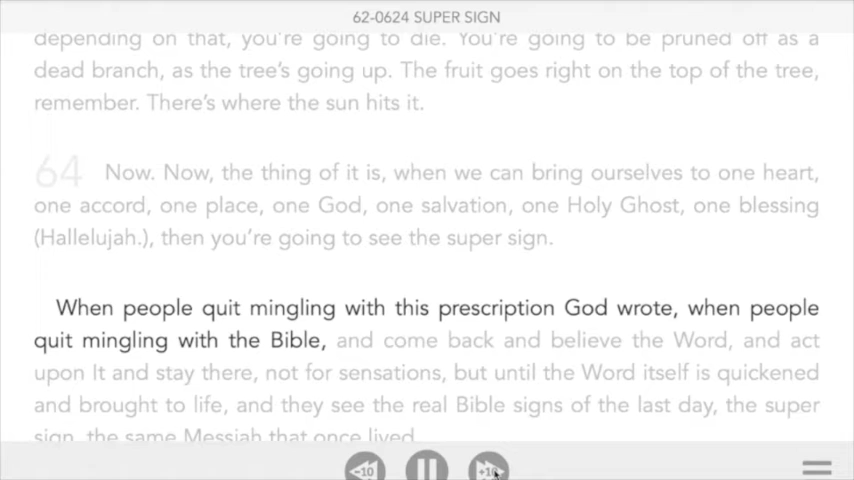 62-0624 SUPER SIGN
depending on that, you're going to die. You're going to be pruned off as a
dead branch, as the tree's going up. The fruit goes right on the top of the tree,
remember. There's where the sun hits it.
64 Now. Now, the thing of it is, when we can bring ourselves to one heart,
one accord, one place, one God, one salvation, one Holy Ghost, one blessing
(Hallelujah.), then you're going to see the super sign.
When people quit mingling with this prescription God wrote, when people
quit mingling with the Bible, and come back and believe the Word, and act
upon It and stay there, not for sensations, but until the Word itself is quickened
and brought to life, and they see the real Bible signs of the last day, the super
sign, the same Messiah that once lived
-10 +10